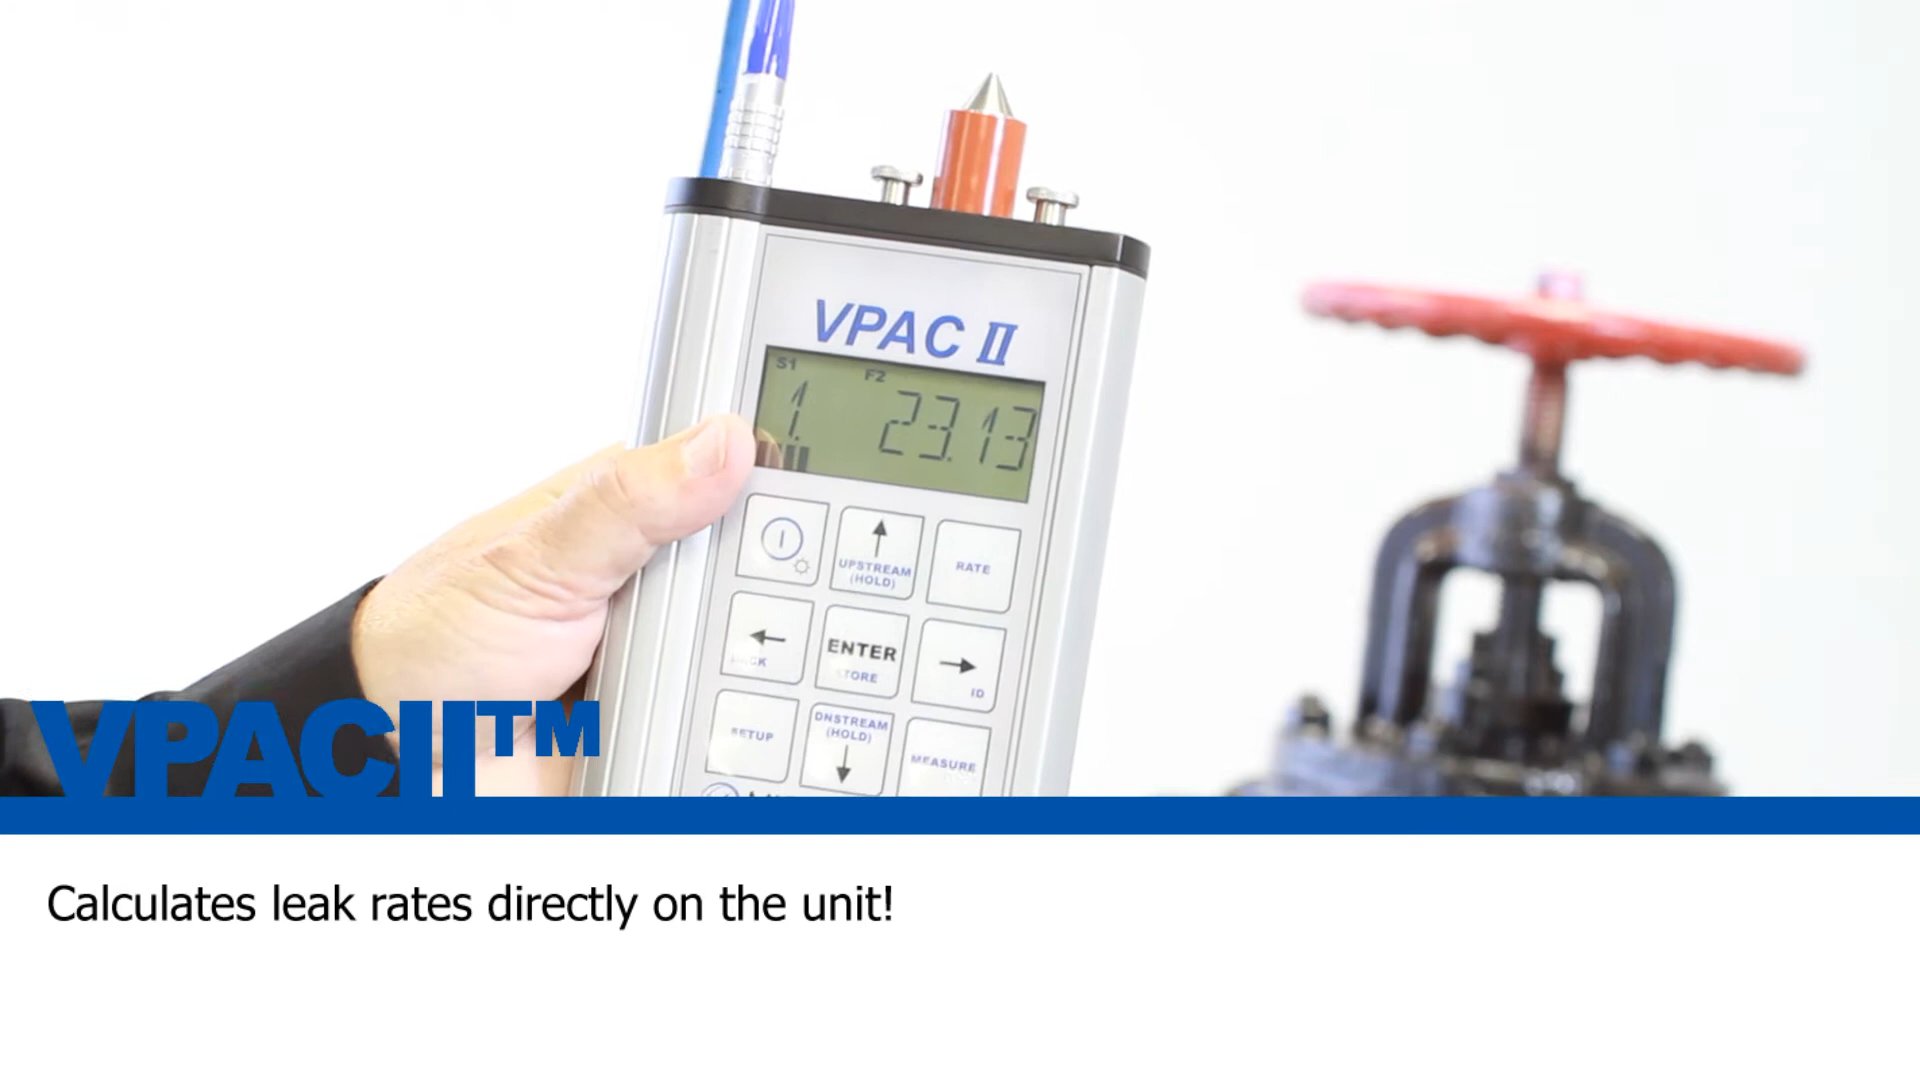 VPAC II
S1 F2
1. 23.13
UPSTREAM
(HOLD)
RATE
ENTER
ID
SETUP
DNSTREAM
(HOLD)
MEASURE
VPACII™
Calculates leak rates directly on the unit!